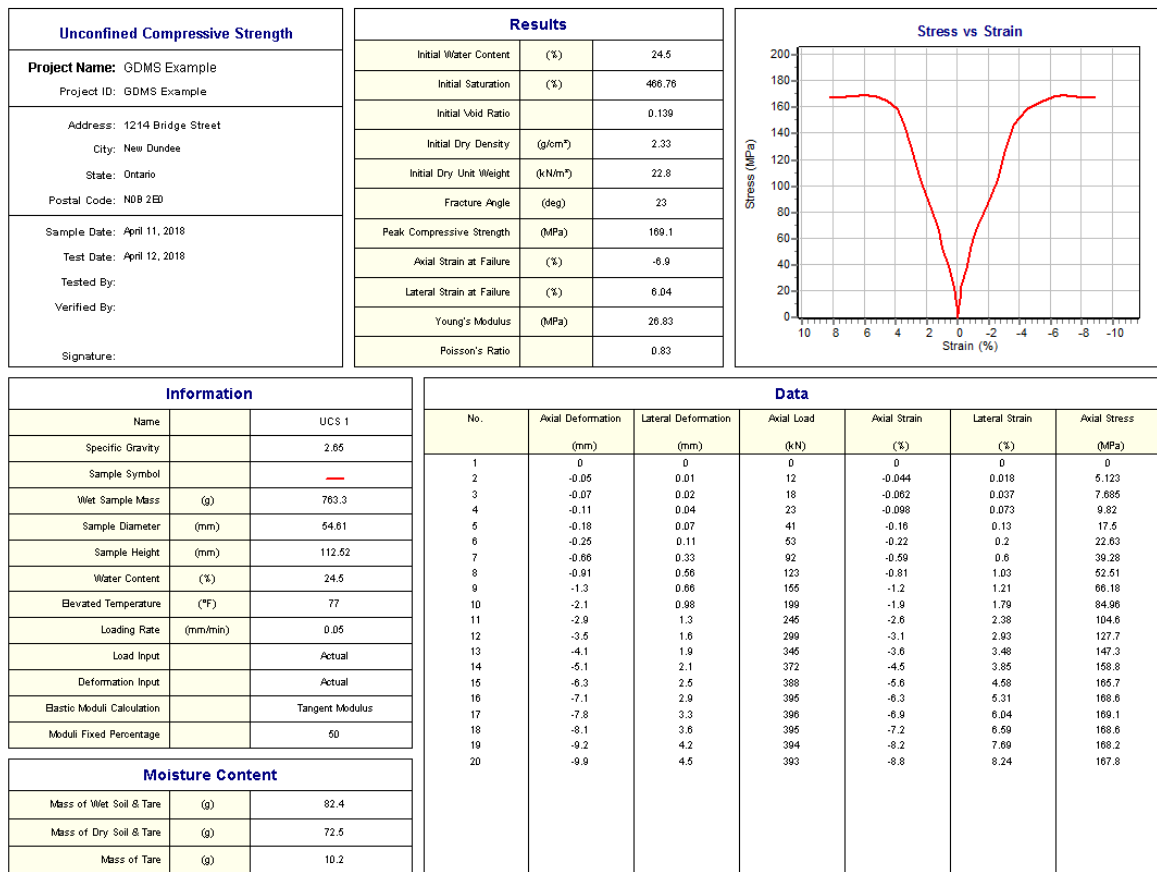 Unconfined Compressive Strength
Project Name: GDMS Example
Project ID: GDMS Example
Address: 1214 Bridge Street
City: New Dundee
State: Ontario
Postal Code: N0B 2E0
Sample Date: April 11, 2018
Test Date: April 12, 2018
Tested By:
Verified By:
Signature:
Results
Initial Water Content (%) 24.5
Initial Saturation (%) 466.76
Initial Void Ratio 0.139
Initial Dry Density (g/cm³) 2.33
Initial Dry Unit Weight (kN/m³) 22.8
Fracture Angle (deg) 23
Peak Compressive Strength (MPa) 169.1
Axial Strain at Failure (%) -6.9
Lateral Strain at Failure (%) 6.04
Young's Modulus (MPa) 26.83
Poisson's Ratio 0.83
Stress vs Strain
Stress (MPa)
200
180
160
140
120
100
80
60
40
20
0
10 8 6 4 2 0 -2 -4 -6 -8 -10
Strain (%)
Information
Name UCS 1
Specific Gravity 2.65
Sample Symbol
Wet Sample Mass (g) 763.3
Sample Diameter (mm) 54.61
Sample Height (mm) 112.52
Water Content (%) 24.5
Elevated Temperature (°F) 77
Loading Rate (mm/min) 0.05
Load Input Actual
Deformation Input Actual
Elastic Moduli Calculation Tangent Modulus
Moduli Fixed Percentage 50
Moisture Content
Mass of Wet Soil & Tare (g) 82.4
Mass of Dry Soil & Tare (g) 72.5
Mass of Tare (g) 10.2
Data
No. Axial Deformation Lateral Deformation Axial Load Axial Strain Lateral Strain Axial Stress
(mm) (mm) (kN) (%) (%) (MPa)
1 0 0 0 0 0 0
2 -0.05 0.01 12 -0.044 0.018 5.123
3 -0.07 0.02 18 -0.062 0.037 7.685
4 -0.11 0.04 23 -0.098 0.073 9.82
5 -0.18 0.07 41 -0.16 0.13 17.5
6 -0.25 0.11 53 -0.22 0.2 22.63
7 -0.66 0.33 92 -0.59 0.6 39.28
8 -0.91 0.56 123 -0.81 1.03 52.51
9 -1.3 0.66 155 -1.2 1.21 66.18
10 -2.1 0.98 199 -1.9 1.79 84.96
11 -2.9 1.3 245 -2.6 2.38 104.6
12 -3.5 1.6 299 -3.1 2.93 127.7
13 -4.1 1.9 345 -3.6 3.48 147.3
14 -5.1 2.1 372 -4.5 3.85 158.8
15 -6.3 2.5 388 -5.6 4.58 165.7
16 -7.1 2.9 395 -6.3 5.31 168.6
17 -7.8 3.3 396 -6.9 6.04 169.1
18 -8.1 3.6 395 -7.2 6.59 168.6
19 -9.2 4.2 394 -8.2 7.69 168.2
20 -9.9 4.5 393 -8.8 8.24 167.8